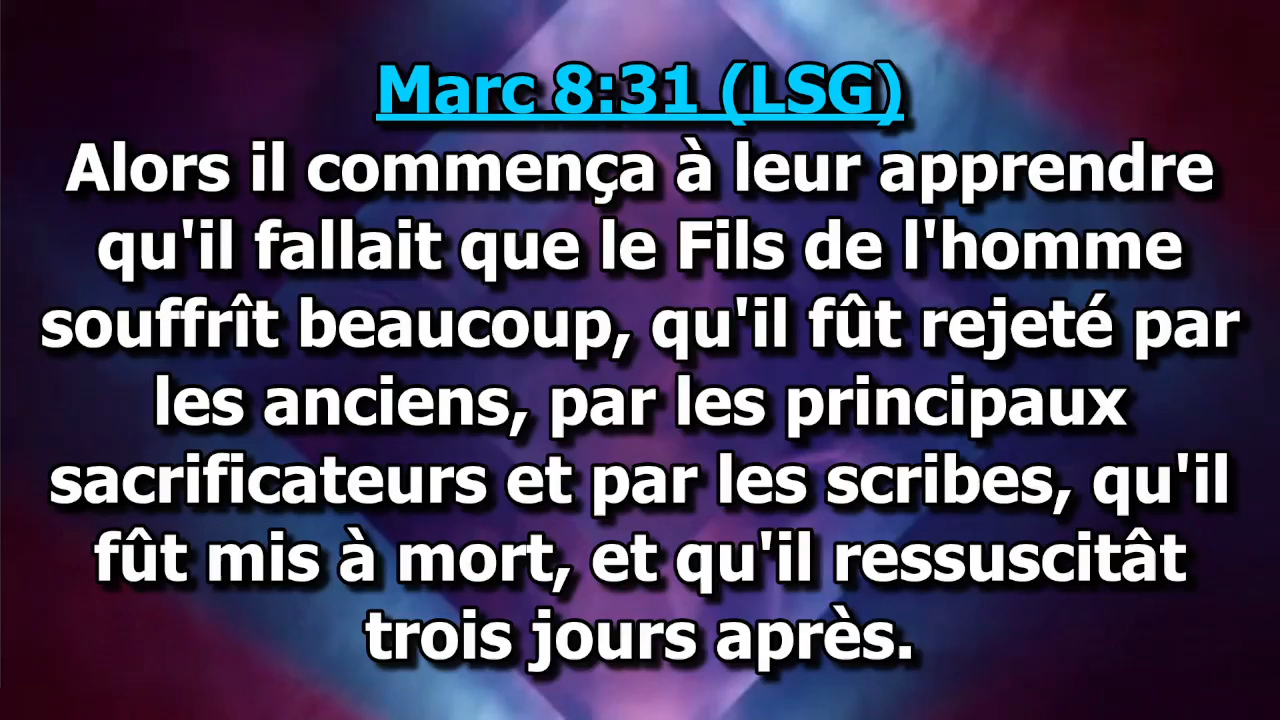 Marc 8:31 (LSG)
Alors il commença à leur apprendre
qu'il fallait que le Fils de l'homme
souffrît beaucoup, qu'il fût rejeté par
les anciens, par les principaux
sacrificateurs et par les scribes, qu'il
fût mis à mort, et qu'il ressuscitât
trois jours après.